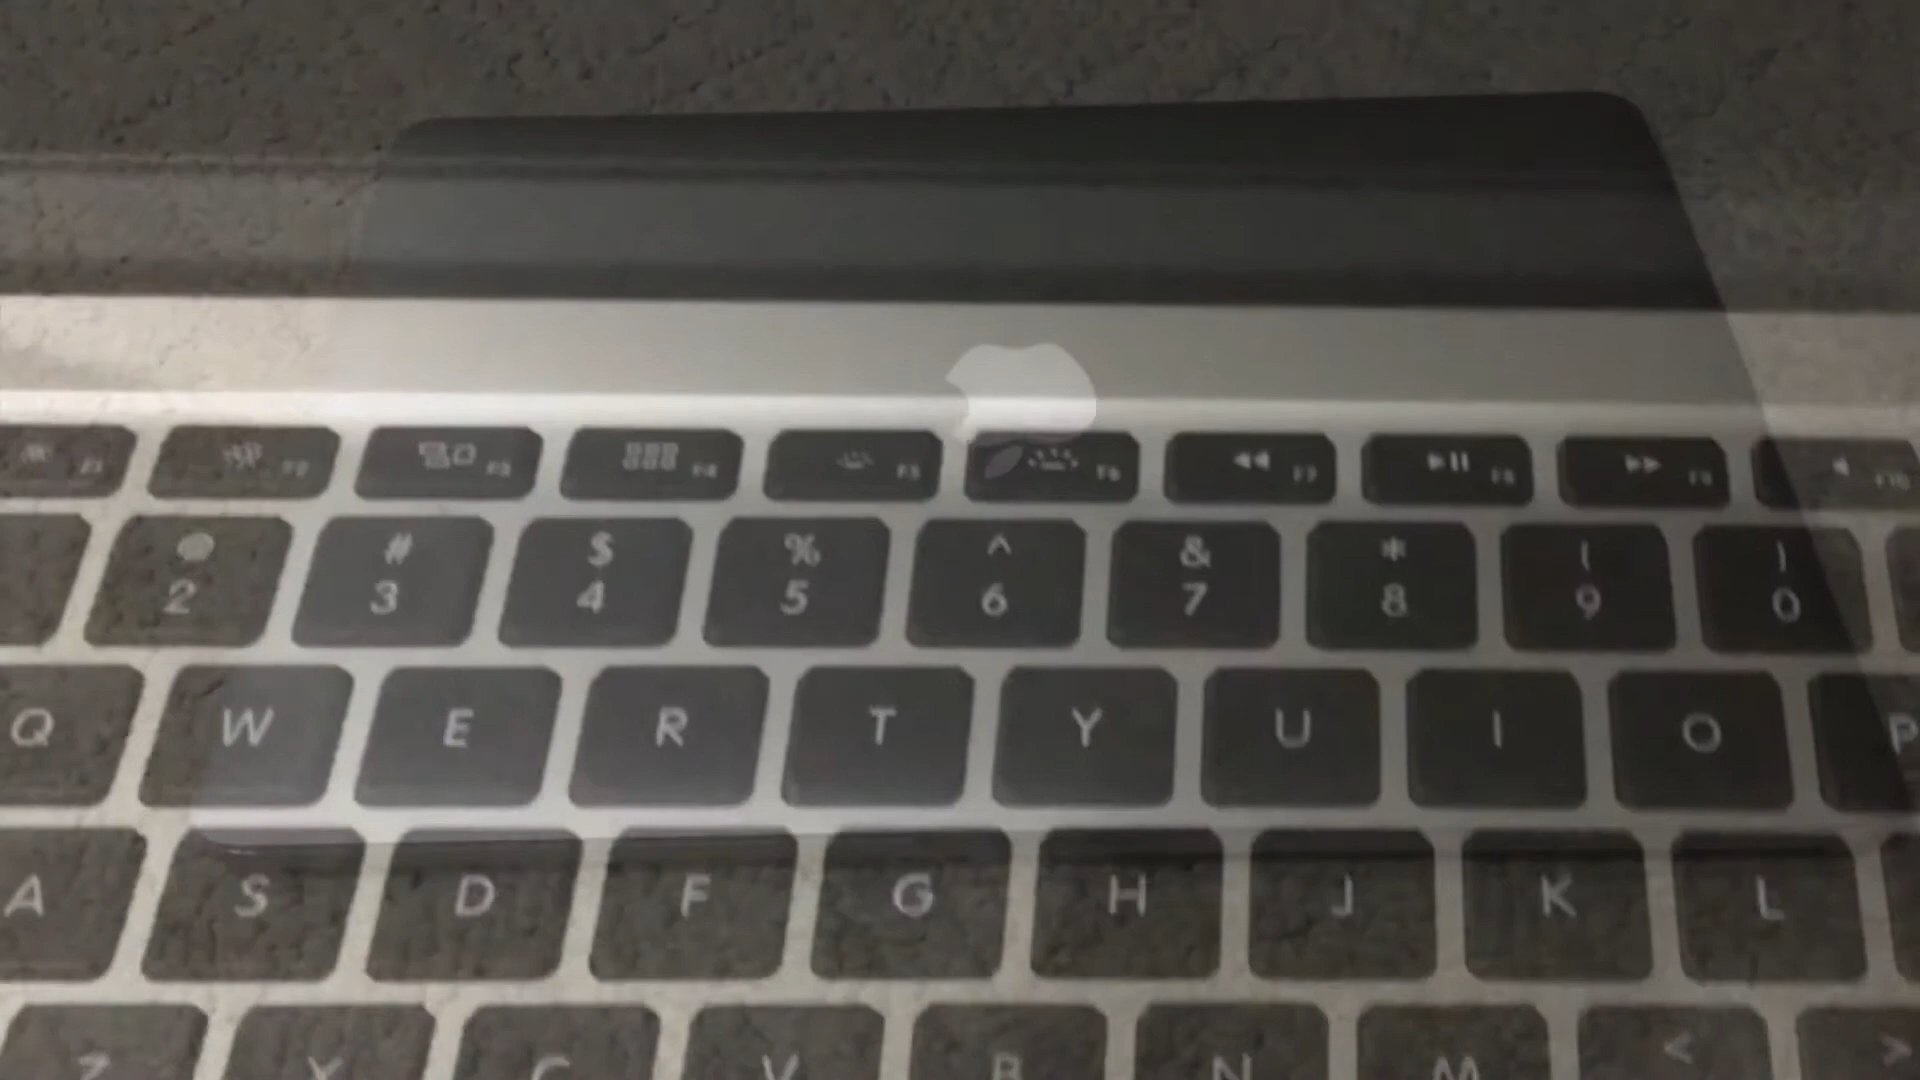 F1 F2 F3 F4 F5 F6 F7 F8 F9 F10
# $ % ^ & * ( )
2 3 4 5 6 7 8 9 0
Q W E R T Y U I O P
A S D F G H J K L
Z X C V B N M < >